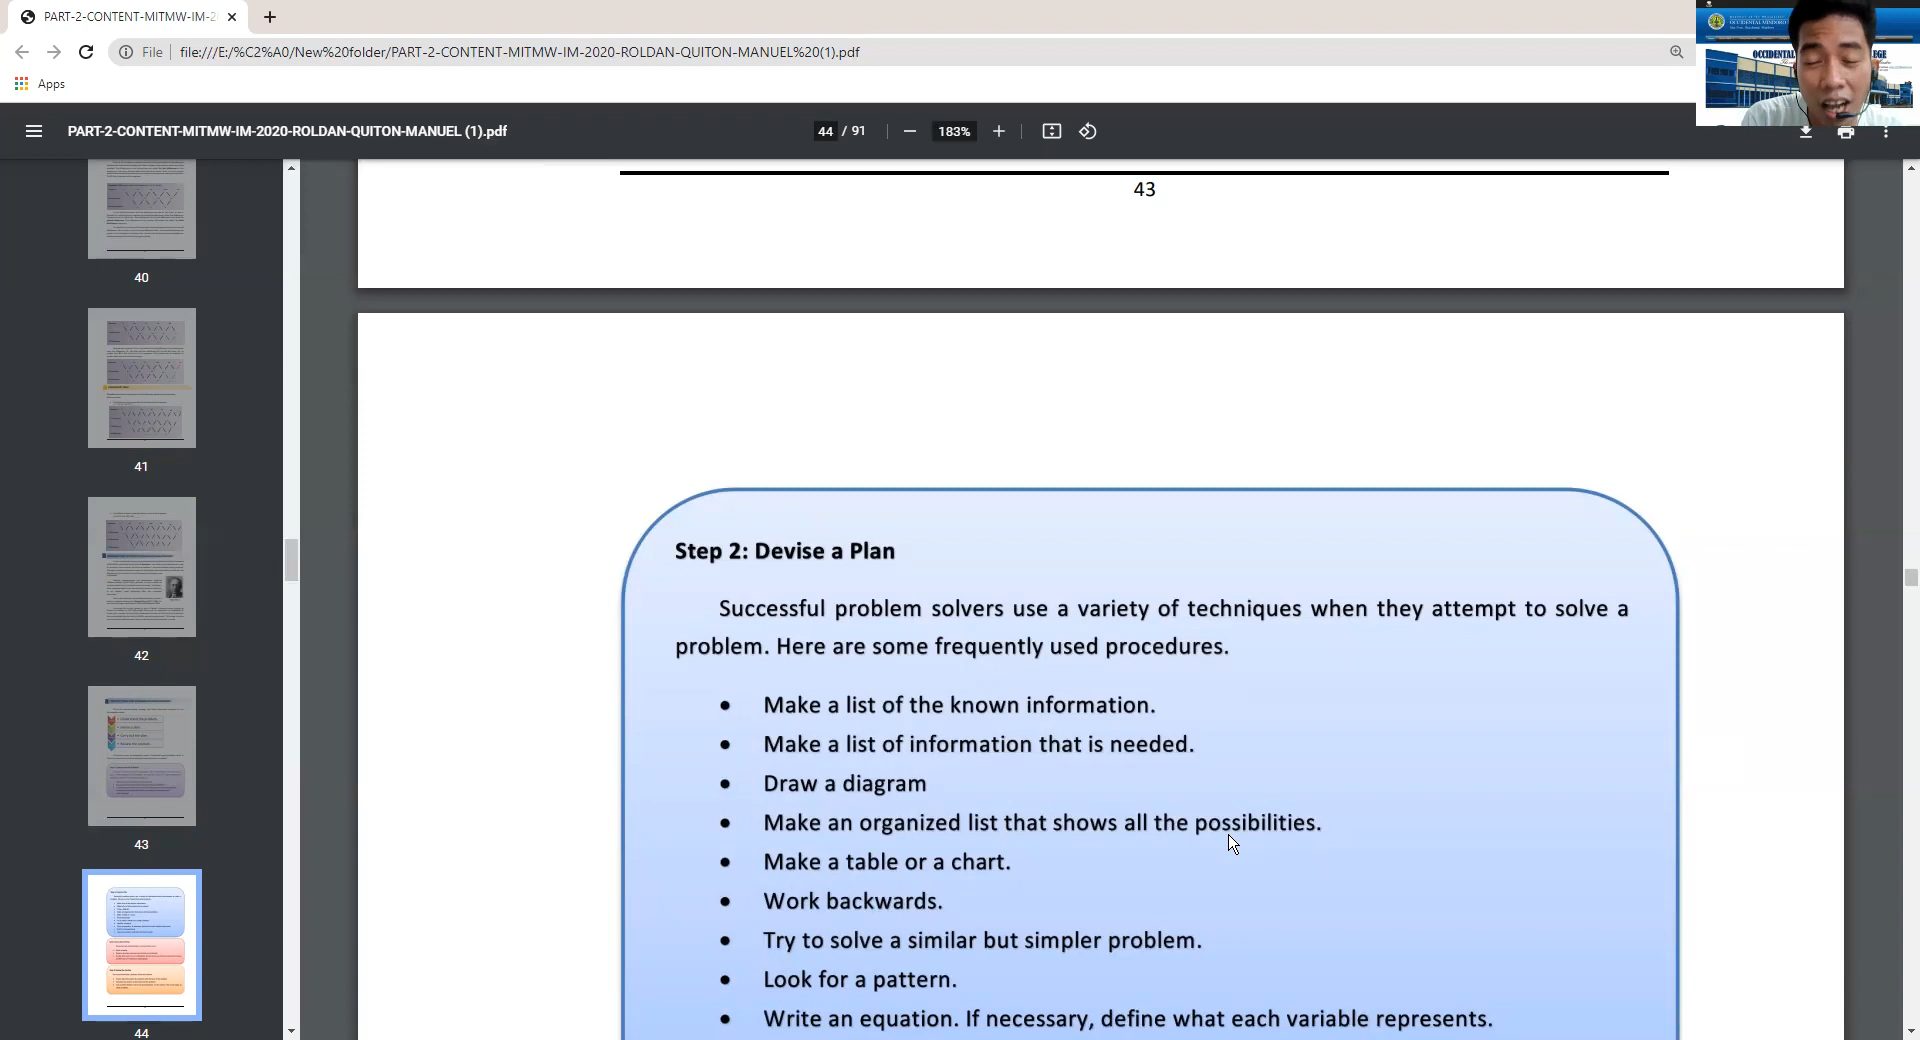 PART-2-CONTENT-MITMW-IM-2
File
file:///E:/%C2%A0/New%20folder/PART-2-CONTENT-MITMW-IM-2020-ROLDAN-QUITON-MANUEL%20(1).pdf
Apps
OCCIDENTAL
PART-2-CONTENT-MITMW-IM-2020-ROLDAN-QUITON-MANUEL (1).pdf
44 / 91
183%
43
40
41
42
43
44
Step 2: Devise a Plan
Successful problem solvers use a variety of techniques when they attempt to solve a
problem. Here are some frequently used procedures.
• Make a list of the known information.
• Make a list of information that is needed.
• Draw a diagram
• Make an organized list that shows all the possibilities.
• Make a table or a chart.
• Work backwards.
• Try to solve a similar but simpler problem.
• Look for a pattern.
• Write an equation. If necessary, define what each variable represents.